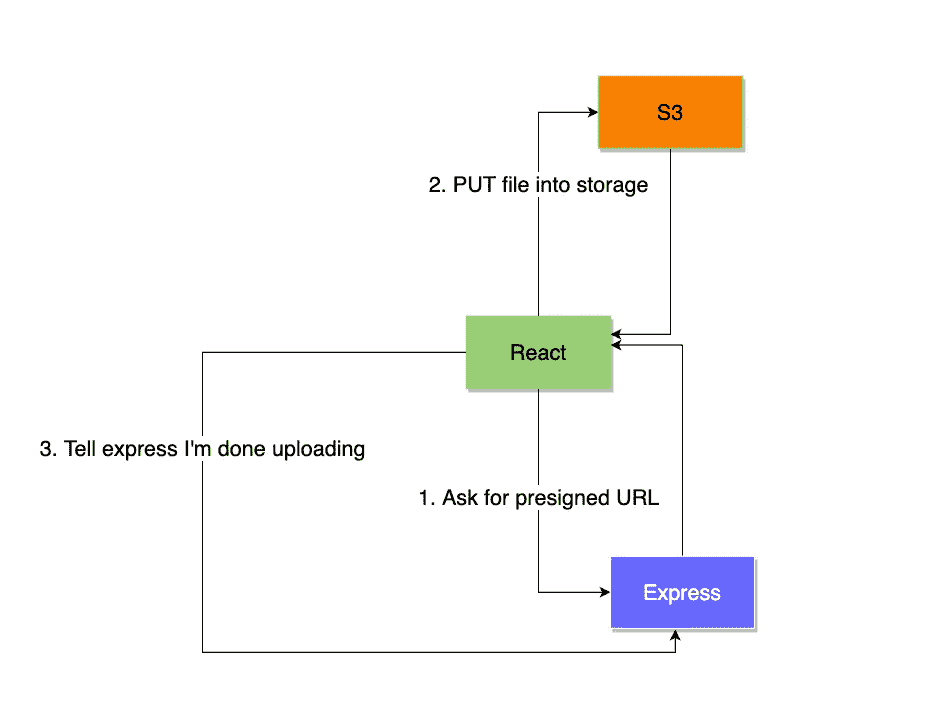 S3
2. PUT file into storage
React
3. Tell express I'm done uploading
1. Ask for presigned URL
Express